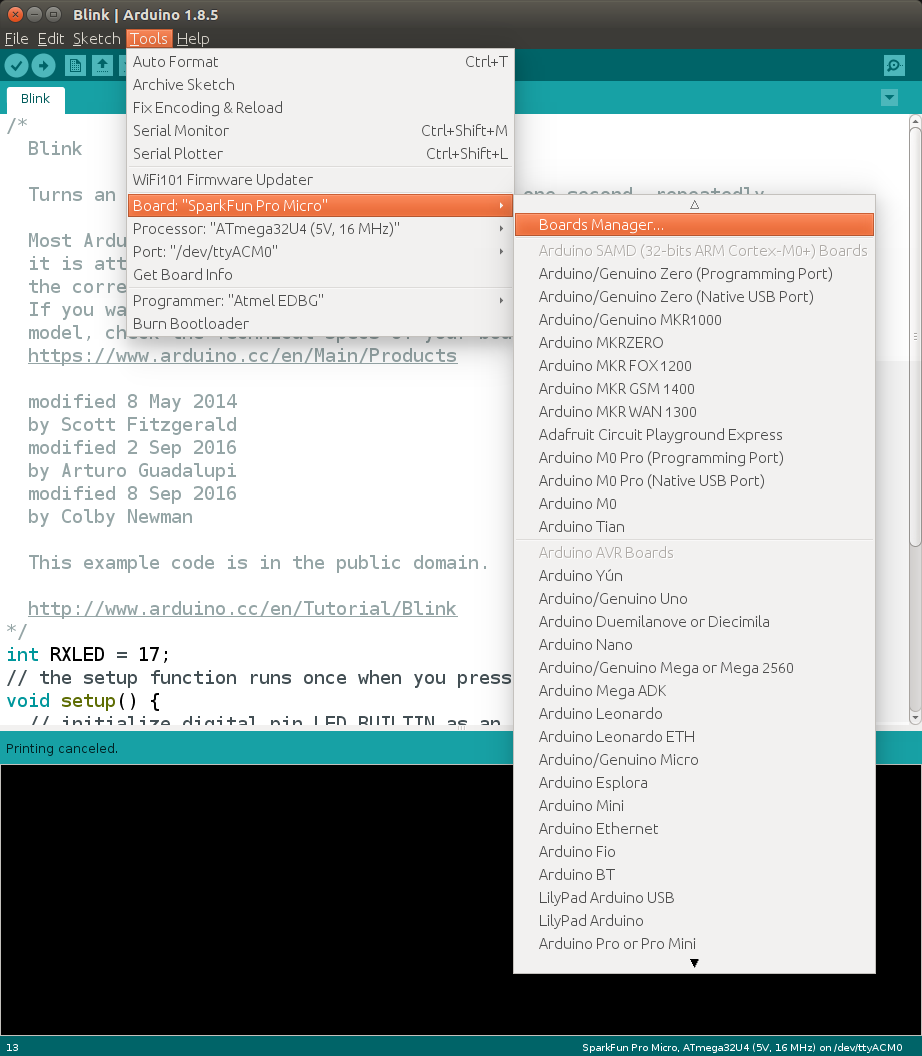 Blink | Arduino 1.8.5
File Edit Sketch Tools Help
Blink
Auto Format Ctrl+T
Archive Sketch
Fix Encoding & Reload
Serial Monitor Ctrl+Shift+M
Serial Plotter Ctrl+Shift+L
WiFi101 Firmware Updater
Board: "SparkFun Pro Micro"
Processor: "ATmega32U4 (5V, 16 MHz)"
Port: "/dev/ttyACM0"
Get Board Info
Programmer: "Atmel EDBG"
Burn Bootloader
Boards Manager...
Arduino SAMD (32-bits ARM Cortex-M0+) Boards
Arduino/Genuino Zero (Programming Port)
Arduino/Genuino Zero (Native USB Port)
Arduino/Genuino MKR1000
Arduino MKRZERO
Arduino MKR FOX 1200
Arduino MKR GSM 1400
Arduino MKR WAN 1300
Adafruit Circuit Playground Express
Arduino M0 Pro (Programming Port)
Arduino M0 Pro (Native USB Port)
Arduino M0
Arduino Tian
Arduino AVR Boards
Arduino Yún
Arduino/Genuino Uno
Arduino Duemilanove or Diecimila
Arduino Nano
Arduino/Genuino Mega or Mega 2560
Arduino Mega ADK
Arduino Leonardo
Arduino Leonardo ETH
Arduino/Genuino Micro
Arduino Esplora
Arduino Mini
Arduino Ethernet
Arduino Fio
Arduino BT
LilyPad Arduino USB
LilyPad Arduino
Arduino Pro or Pro Mini
/*
Blink
Turns an one second, repeatedly
Most Ardu
it is att
the corre
If you wa
model, check the technical specs of your boa
https://www.arduino.cc/en/Main/Products
modified 8 May 2014
by Scott Fitzgerald
modified 2 Sep 2016
by Arturo Guadalupi
modified 8 Sep 2016
by Colby Newman
This example code is in the public domain.
http://www.arduino.cc/en/Tutorial/Blink
*/
int RXLED = 17;
// the setup function runs once when you press
void setup() {
// initialize digital pin LED_BUILTIN as an
Printing canceled.
13 SparkFun Pro Micro, ATmega32U4 (5V, 16 MHz) on /dev/ttyACM0